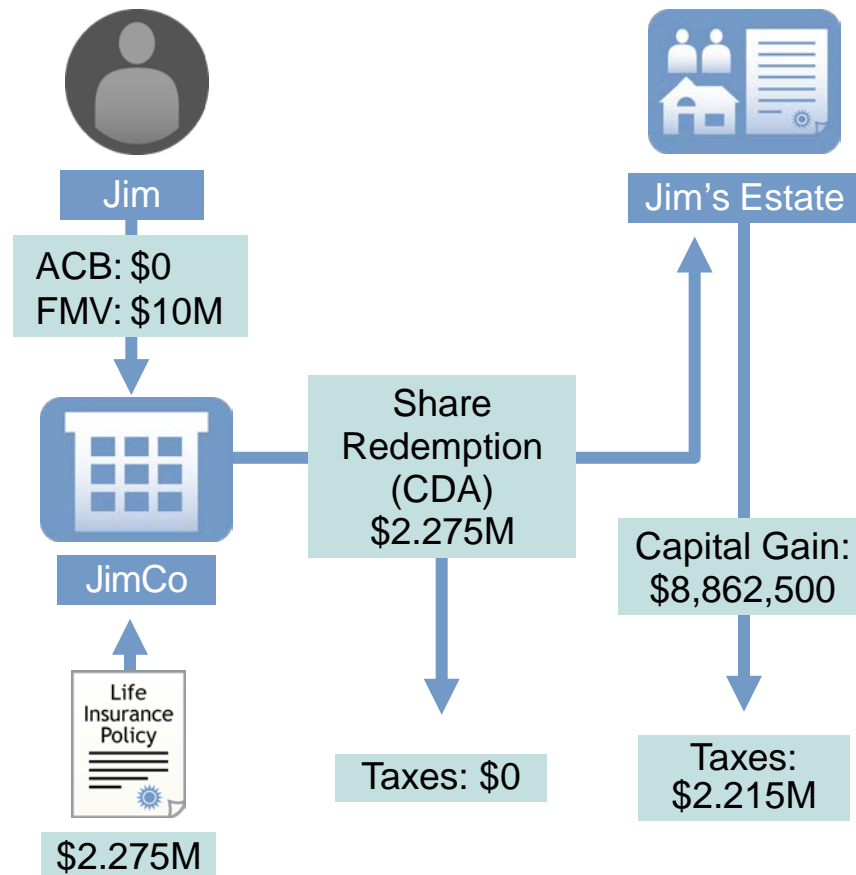 Jim
ACB: $0
FMV: $10M
JimCo
Life
Insurance
Policy
$2.275M
Share
Redemption
(CDA)
$2.275M
Taxes: $0
Jim’s Estate
Capital Gain:
$8,862,500
Taxes:
$2.215M